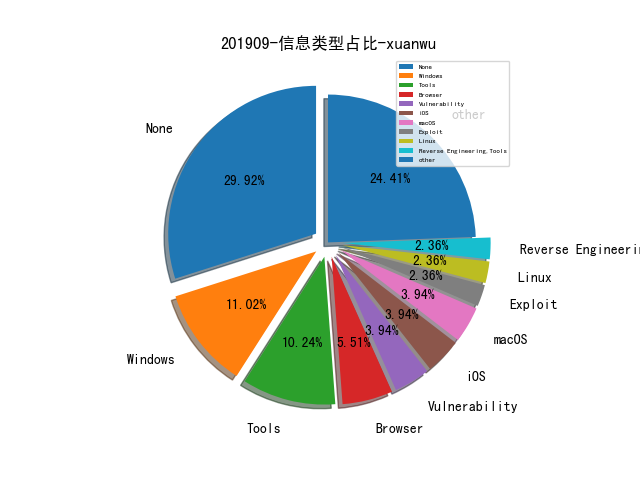 201909-信息类型占比-xuanwu
None
Windows
Tools
Browser
Vulnerability
iOS
macOS
Exploit
Linux
Reverse Engineering,Tools
other
other
None
29.92%
24.41%
2.36%
Reverse Engineerin
2.36%
Linux
2.36%
Exploit
3.94%
macOS
3.94%
iOS
3.94%
Vulnerability
5.51%
Browser
10.24%
Tools
11.02%
Windows